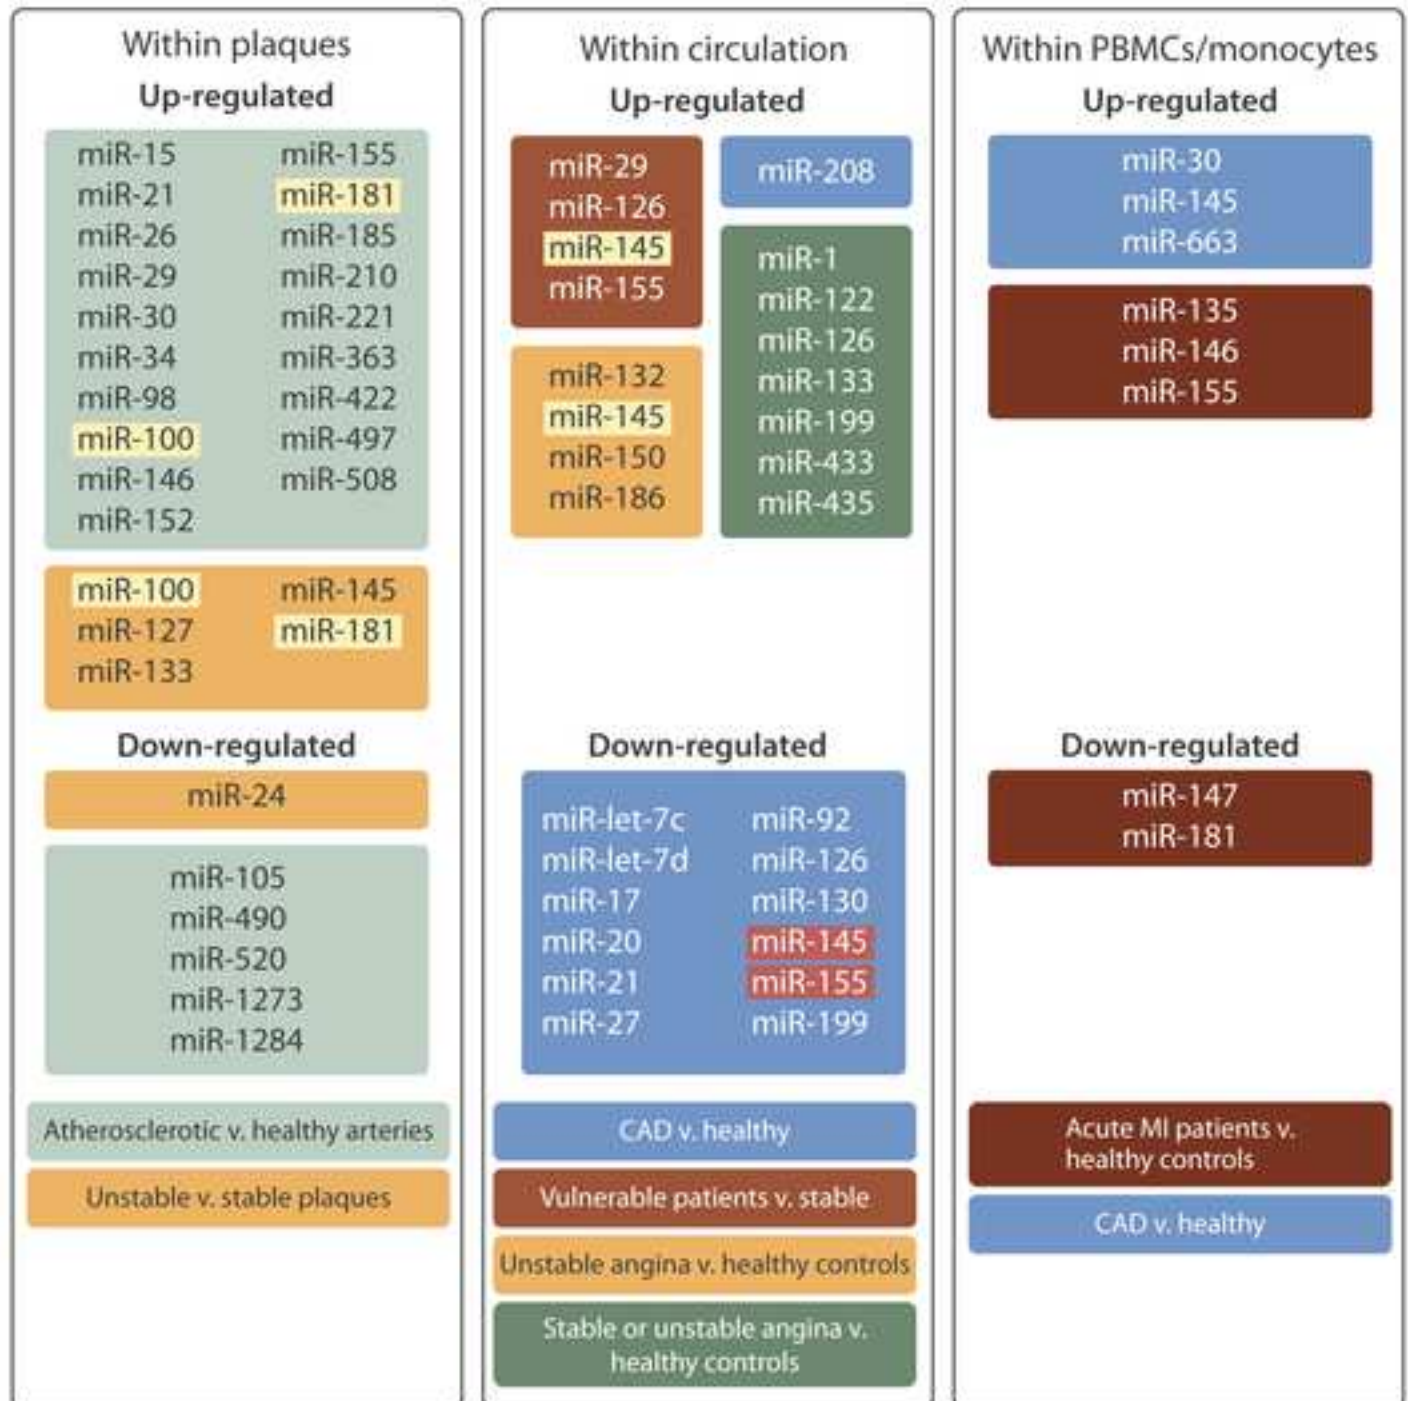 Within plaques
Up-regulated
miR-15
miR-21
miR-26
miR-29
miR-30
miR-34
miR-98
miR-100
miR-146
miR-152
miR-155
miR-181
miR-185
miR-210
miR-221
miR-363
miR-422
miR-497
miR-508
miR-100
miR-127
miR-133
miR-145
miR-181
Down-regulated
miR-24
miR-105
miR-490
miR-520
miR-1273
miR-1284
Atherosclerotic v. healthy arteries
Unstable v. stable plaques
Within circulation
Up-regulated
miR-29
miR-126
miR-145
miR-155
miR-132
miR-145
miR-150
miR-186
miR-208
miR-1
miR-122
miR-126
miR-133
miR-199
miR-433
miR-435
Down-regulated
miR-let-7c
miR-let-7d
miR-17
miR-20
miR-21
miR-27
miR-92
miR-126
miR-130
miR-145
miR-155
miR-199
CAD v. healthy
Vulnerable patients v. stable
Unstable angina v. healthy controls
Stable or unstable angina v.
healthy controls
Within PBMCs/monocytes
Up-regulated
miR-30
miR-145
miR-663
miR-135
miR-146
miR-155
Down-regulated
miR-147
miR-181
Acute MI patients v.
healthy controls
CAD v. healthy